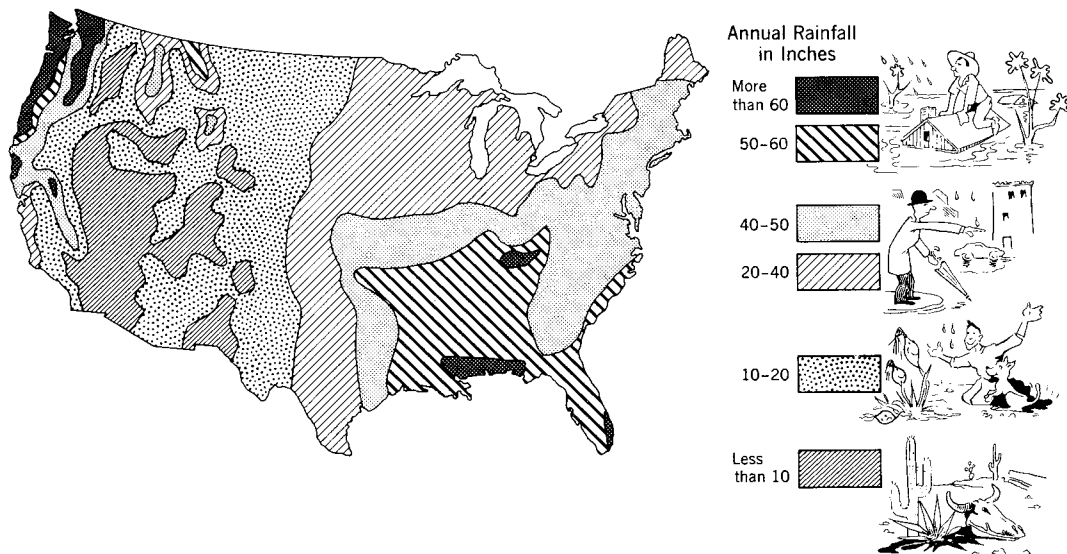 Annual Rainfall
in Inches
More
than 60
50–60
40–50
20–40
10–20
Less
than 10